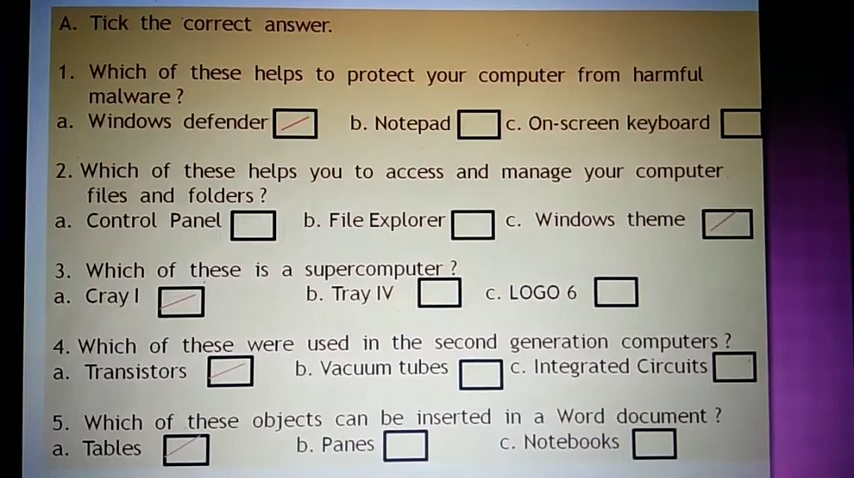 A. Tick the correct answer.
1. Which of these helps to protect your computer from harmful
malware ?
a. Windows defender b. Notepad c. On-screen keyboard
2. Which of these helps you to access and manage your computer
files and folders ?
a. Control Panel b. File Explorer c. Windows theme
3. Which of these is a supercomputer ?
a. Cray I b. Tray IV c. LOGO 6
4. Which of these were used in the second generation computers ?
a. Transistors b. Vacuum tubes c. Integrated Circuits
5. Which of these objects can be inserted in a Word document ?
a. Tables b. Panes c. Notebooks